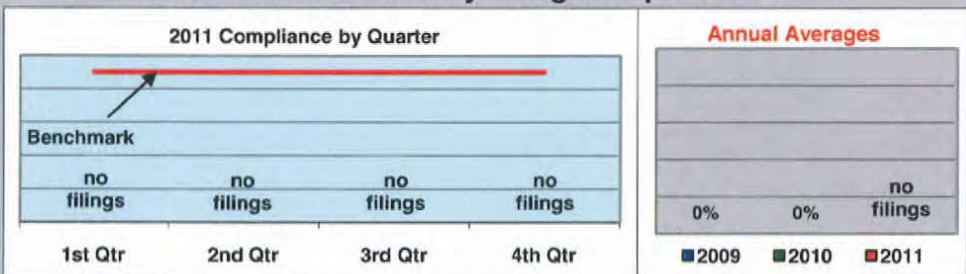 2011 Compliance by Quarter
Benchmark
no filings
no filings
no filings
no filings
1st Qtr 2nd Qtr 3rd Qtr 4th Qtr
Annual Averages
0% 0% no filings
2009 2010 2011